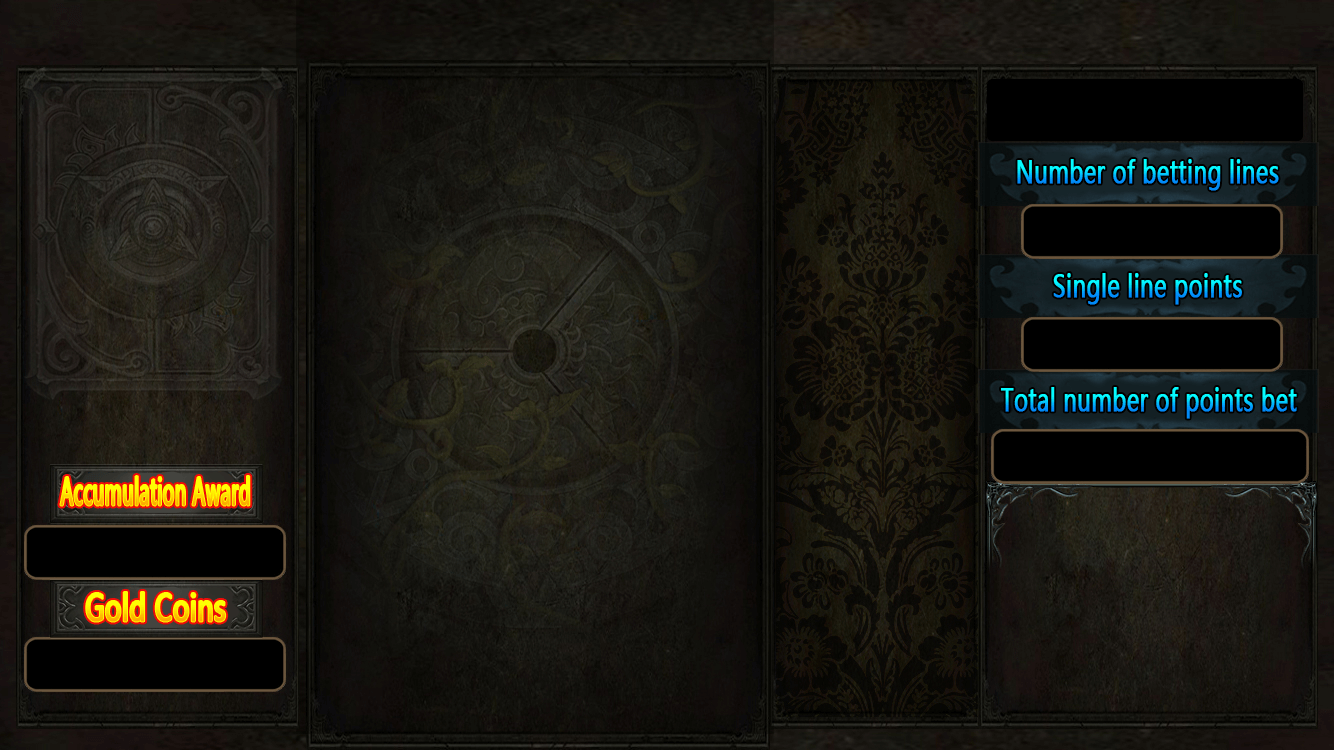 Number of betting lines
Single line points
Total number of points bet
Accumulation Award
Gold Coins